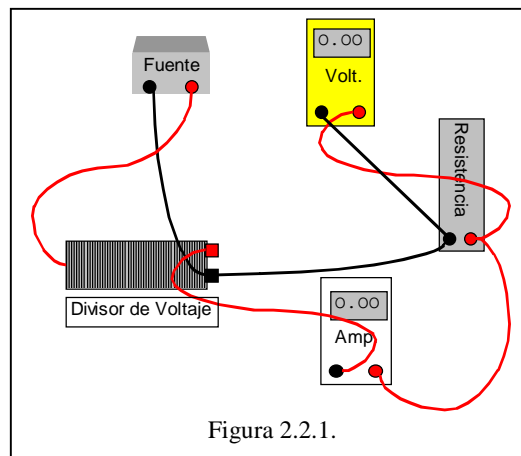 Fuente
0.00
Volt.
Resistencia
Divisor de Voltaje
0.00
Amp
Figura 2.2.1.